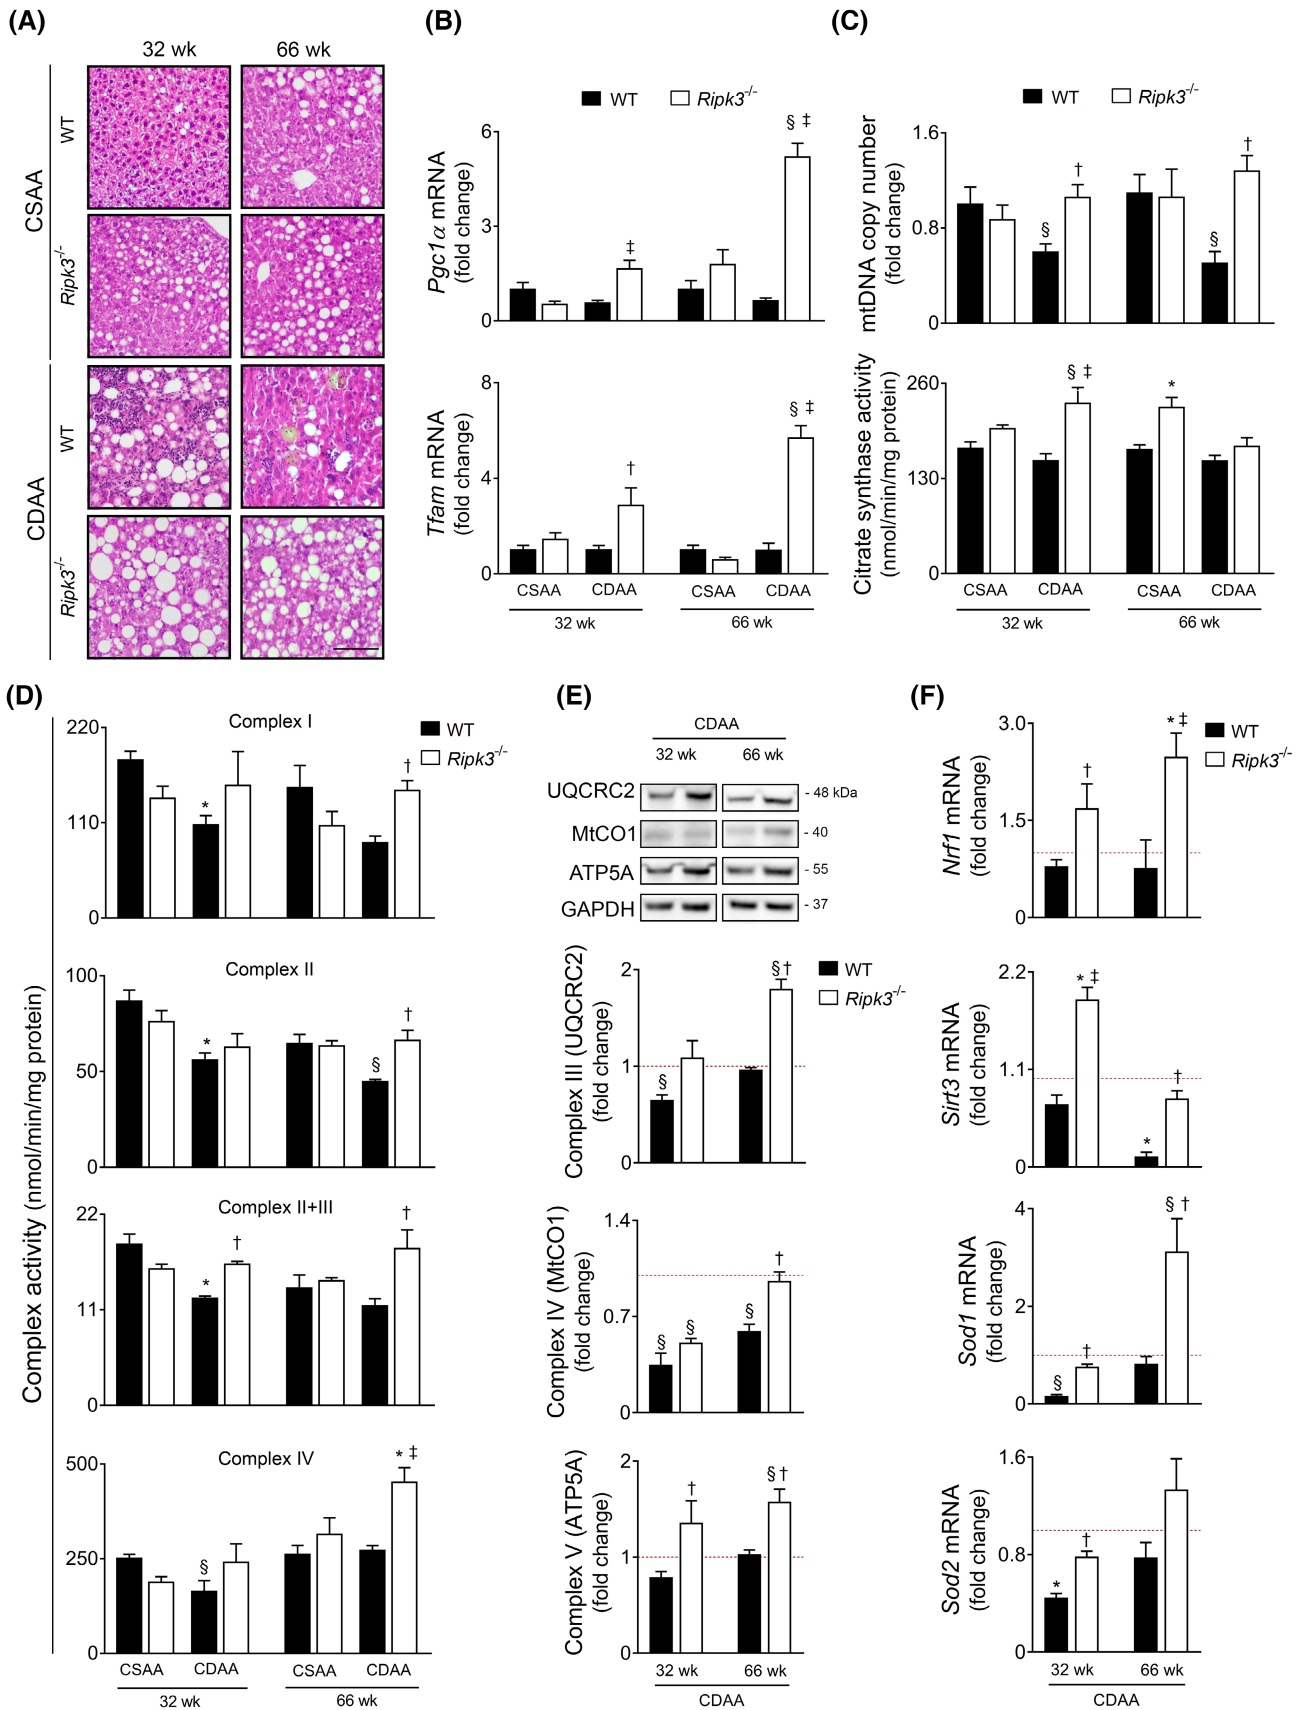 (A)
32 wk 66 wk
CSAA
WT
Ripk3-/-
CDAA
WT
Ripk3-/-
(B)
WT Ripk3-/-
Pgc1α mRNA
(fold change)
6
3
0
‡
§ ‡
Tfam mRNA
(fold change)
8
4
0
†
§ ‡
CSAA CDAA CSAA CDAA
32 wk 66 wk
(C)
WT Ripk3-/-
mtDNA copy number
(fold change)
1.6
0.8
0
§ † § †
Citrate synthase activity
(nmol/min/mg protein)
260
130
0
§ ‡ *
CSAA CDAA CSAA CDAA
32 wk 66 wk
(D)
Complex activity (nmol/min/mg protein)
WT
Ripk3-/-
Complex I
220
110
0
* †
Complex II
100
50
0
* § †
Complex II+III
22
11
0
* † †
Complex IV
500
250
0
§ * ‡
CSAA CDAA CSAA CDAA
32 wk 66 wk
(E)
CDAA
32 wk 66 wk
UQCRC2 - 48 kDa
MtCO1 - 40
ATP5A - 55
GAPDH - 37
WT
Ripk3-/-
Complex III (UQCRC2)
(fold change)
2
1
0
§ § †
Complex IV (MtCO1)
(fold change)
1.4
0.7
0
§ § § †
Complex V (ATP5A)
(fold change)
2
1
0
† § †
32 wk 66 wk
CDAA
(F)
WT
Ripk3-/-
Nrf1 mRNA
(fold change)
3.0
1.5
0
† * ‡
Sirt3 mRNA
(fold change)
2.2
1.1
0
* ‡ * †
Sod1 mRNA
(fold change)
4
2
0
§ † § †
Sod2 mRNA
(fold change)
1.6
0.8
0
* †
32 wk 66 wk
CDAA